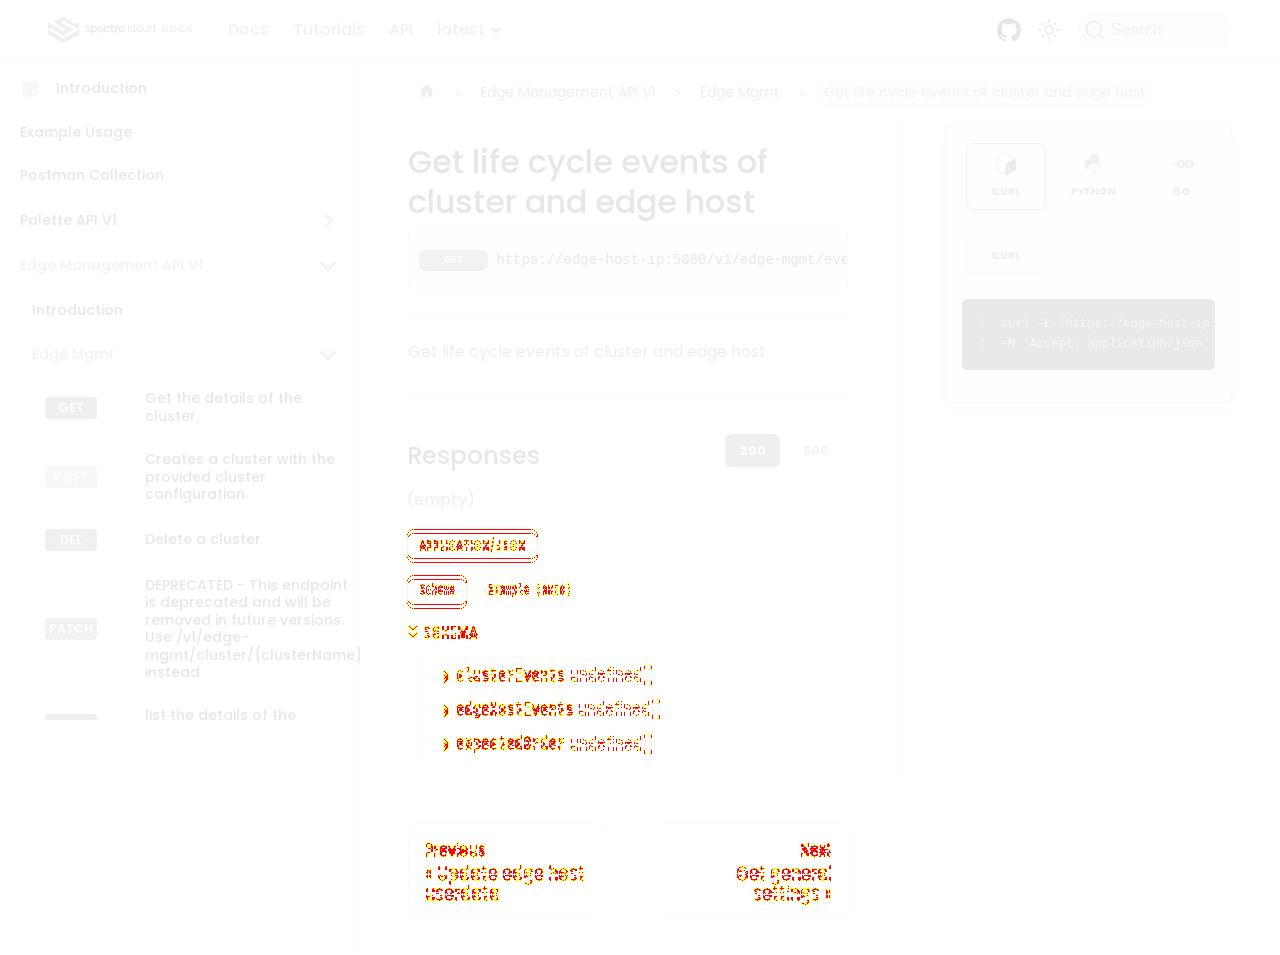 spectro cloud DOCS
Docs
Tutorials
API
latest
Search
Introduction
Example Usage
Postman Collection
Palette API V1
Edge Management API V1
Introduction
Edge Mgmt
GET
Get the details of the
cluster.
POST
Creates a cluster with the
provided cluster
configuration
DEL
Delete a cluster
PATCH
DEPRECATED - This endpoint
is deprecated and will be
removed in future versions.
Use /v1/edge-
mgmt/cluster/{clusterName}
instead
list the details of the
Edge Management API V1
Edge Mgmt
Get life cycle events of cluster and edge host
Get life cycle events of
cluster and edge host
GET
https://edge-host-ip:5080/v1/edge-mgmt/eve
Get life cycle events of cluster and edge host
Responses
200
500
(empty)
APPLICATION/JSON
Schema
Example (auto)
SCHEMA
clusterEvents undefined[]
edgeHostEvents undefined[]
expectedOrder undefined[]
Previous
« Update edge host
userdata
Next
Get general
settings »
CURL
PYTHON
GO
CURL
1 curl -L 'https://edge-host-ip:
2 -H 'Accept: application/json'